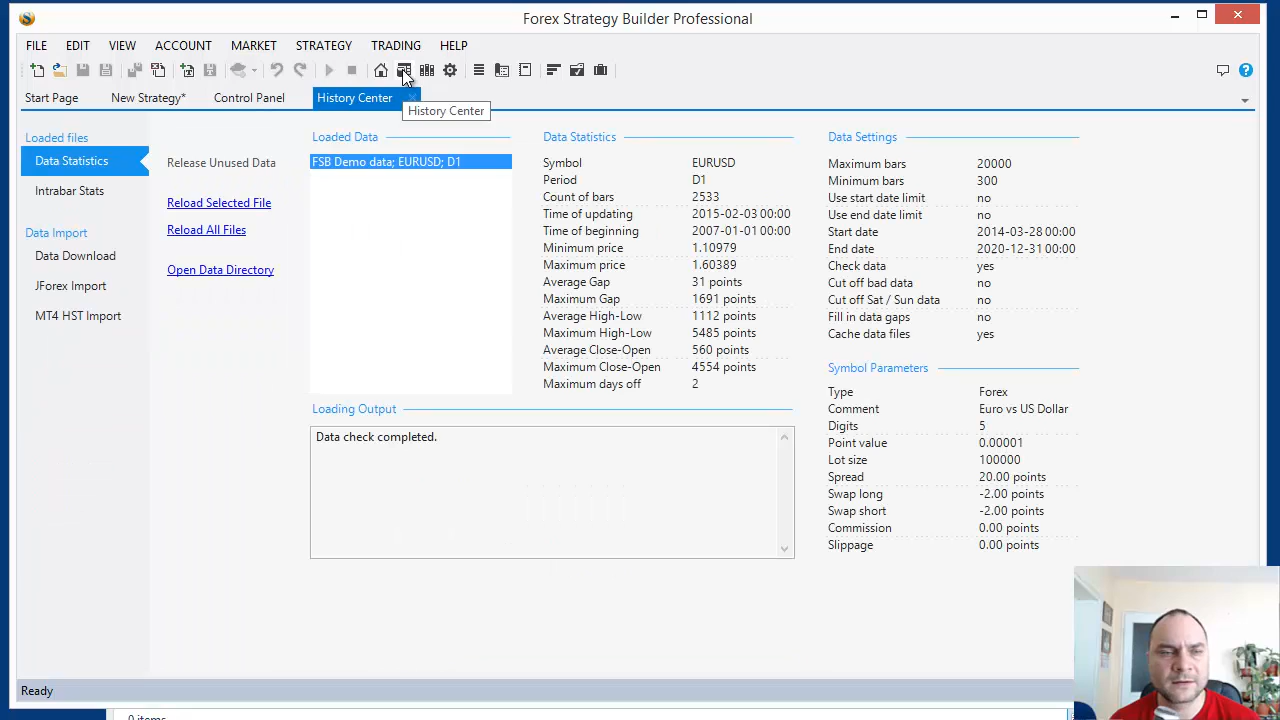 Forex Strategy Builder Professional
FILE EDIT VIEW ACCOUNT MARKET STRATEGY TRADING HELP
Start Page New Strategy* Control Panel History Center
History Center
Loaded files
Data Statistics
Intrabar Stats
Data Import
Data Download
JForex Import
MT4 HST Import
Release Unused Data
Reload Selected File
Reload All Files
Open Data Directory
Loaded Data
FSB Demo data; EURUSD; D1
Data Statistics
Symbol EURUSD
Period D1
Count of bars 2533
Time of updating 2015-02-03 00:00
Time of beginning 2007-01-01 00:00
Minimum price 1.10979
Maximum price 1.60389
Average Gap 31 points
Maximum Gap 1691 points
Average High-Low 1112 points
Maximum High-Low 5485 points
Average Close-Open 560 points
Maximum Close-Open 4554 points
Maximum days off 2
Data Settings
Maximum bars 20000
Minimum bars 300
Use start date limit no
Use end date limit no
Start date 2014-03-28 00:00
End date 2020-12-31 00:00
Check data yes
Cut off bad data no
Cut off Sat / Sun data no
Fill in data gaps no
Cache data files yes
Symbol Parameters
Type Forex
Comment Euro vs US Dollar
Digits 5
Point value 0.00001
Lot size 100000
Spread 20.00 points
Swap long -2.00 points
Swap short -2.00 points
Commission 0.00 points
Slippage 0.00 points
Loading Output
Data check completed.
Ready
0 items